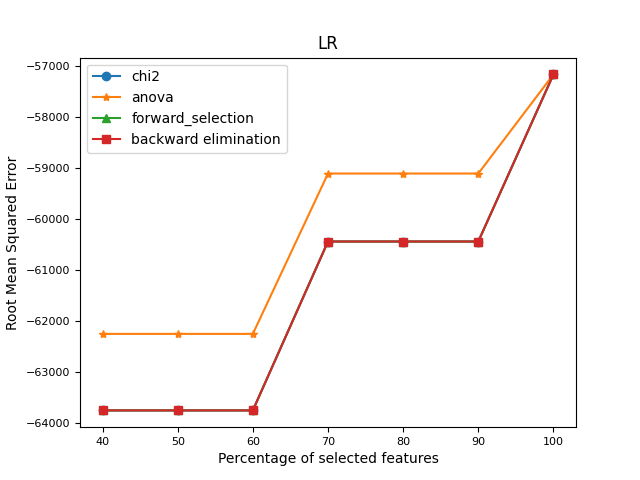 LR
chi2
anova
forward_selection
backward elimination
Root Mean Squared Error
−57000
−58000
−59000
−60000
−61000
−62000
−63000
−64000
40 50 60 70 80 90 100
Percentage of selected features